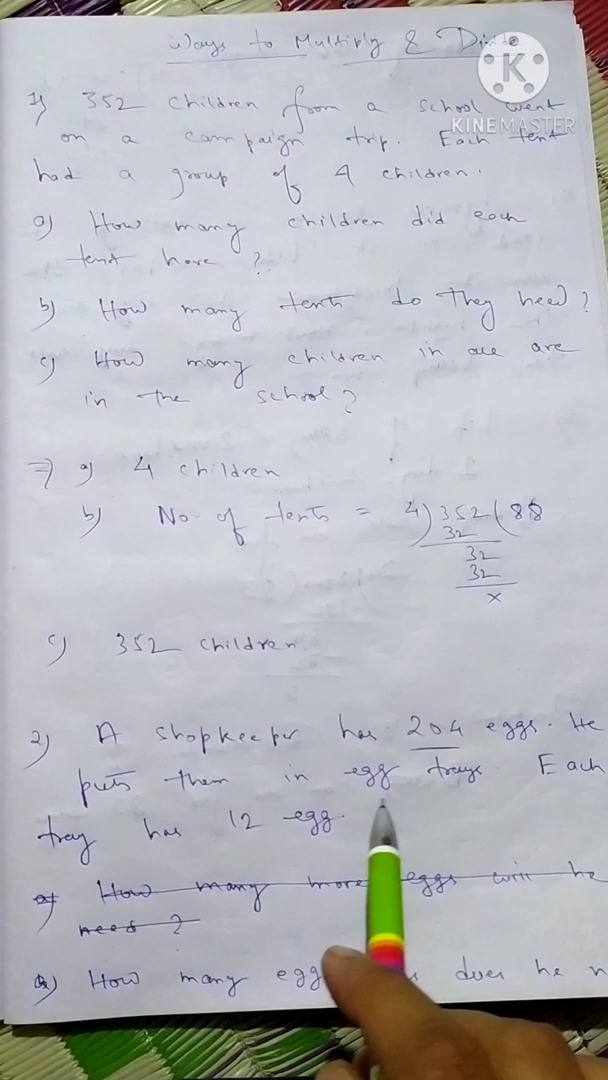 Ways to Multiply & Divide
KINEMASTER
1) 352 children from a school went
on a campaign trip. Each tent
had a group of 4 children.
a) How many children did each
tent have ?
b) How many tents do they need ?
c) How many children in all are
in the school ?
=> a) 4 children
b) No. of tents = 4) 352 ( 88
32
32
32
x
c) 352 children.
2) A shopkeeper has 204 eggs. He
puts them in egg trays. Each
tray has 12 egg.
a) How many more eggs will he
need ?
a) How many egg does he